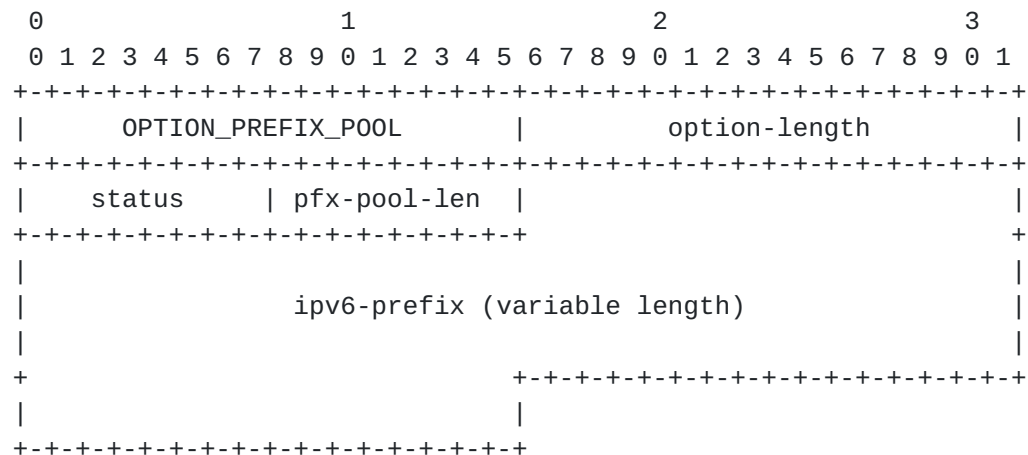 0                   1                   2                   3
0 1 2 3 4 5 6 7 8 9 0 1 2 3 4 5 6 7 8 9 0 1 2 3 4 5 6 7 8 9 0 1
+-+-+-+-+-+-+-+-+-+-+-+-+-+-+-+-+-+-+-+-+-+-+-+-+-+-+-+-+-+-+-+-+
|      OPTION_PREFIX_POOL       |         option-length         |
+-+-+-+-+-+-+-+-+-+-+-+-+-+-+-+-+-+-+-+-+-+-+-+-+-+-+-+-+-+-+-+-+
|    status     | pfx-pool-len  |                               |
+-+-+-+-+-+-+-+-+-+-+-+-+-+-+-+-+                               +
|                                                               |
|                 ipv6-prefix (variable length)                 |
|                                                               |
+                               +-+-+-+-+-+-+-+-+-+-+-+-+-+-+-+-+
|                               |
+-+-+-+-+-+-+-+-+-+-+-+-+-+-+-+-+